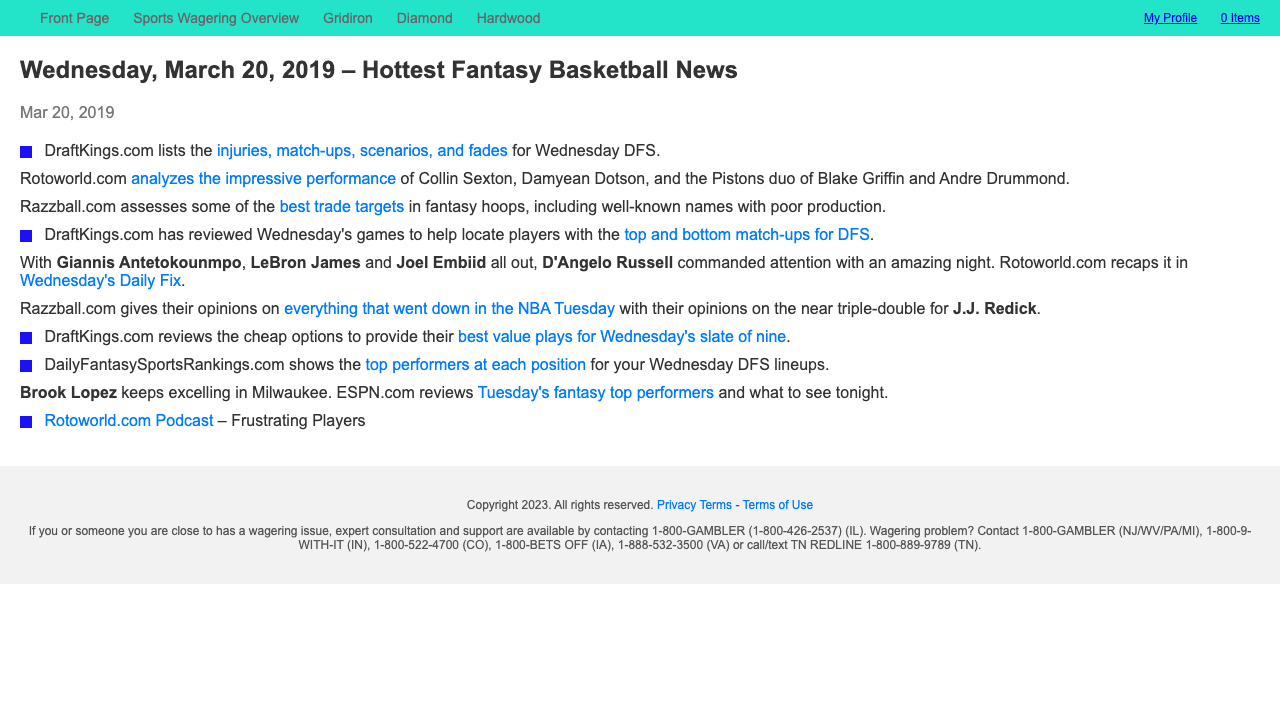 Front Page Sports Wagering Overview Gridiron Diamond Hardwood My Profile 0 Items
Wednesday, March 20, 2019 – Hottest Fantasy Basketball News
Mar 20, 2019
DraftKings.com lists the injuries, match-ups, scenarios, and fades for Wednesday DFS.
Rotoworld.com analyzes the impressive performance of Collin Sexton, Damyean Dotson, and the Pistons duo of Blake Griffin and Andre Drummond.
Razzball.com assesses some of the best trade targets in fantasy hoops, including well-known names with poor production.
DraftKings.com has reviewed Wednesday's games to help locate players with the top and bottom match-ups for DFS.
With Giannis Antetokounmpo, LeBron James and Joel Embiid all out, D'Angelo Russell commanded attention with an amazing night. Rotoworld.com recaps it in
Wednesday's Daily Fix.
Razzball.com gives their opinions on everything that went down in the NBA Tuesday with their opinions on the near triple-double for J.J. Redick.
DraftKings.com reviews the cheap options to provide their best value plays for Wednesday's slate of nine.
DailyFantasySportsRankings.com shows the top performers at each position for your Wednesday DFS lineups.
Brook Lopez keeps excelling in Milwaukee. ESPN.com reviews Tuesday's fantasy top performers and what to see tonight.
Rotoworld.com Podcast – Frustrating Players
Copyright 2023. All rights reserved. Privacy Terms - Terms of Use
If you or someone you are close to has a wagering issue, expert consultation and support are available by contacting 1-800-GAMBLER (1-800-426-2537) (IL). Wagering problem? Contact 1-800-GAMBLER (NJ/WV/PA/MI), 1-800-9-
WITH-IT (IN), 1-800-522-4700 (CO), 1-800-BETS OFF (IA), 1-888-532-3500 (VA) or call/text TN REDLINE 1-800-889-9789 (TN).